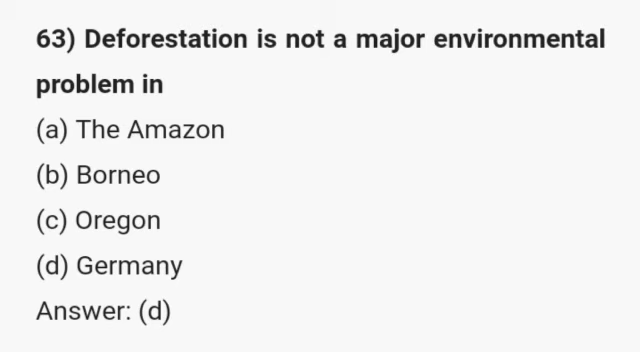 63) Deforestation is not a major environmental
problem in
(a) The Amazon
(b) Borneo
(c) Oregon
(d) Germany
Answer: (d)